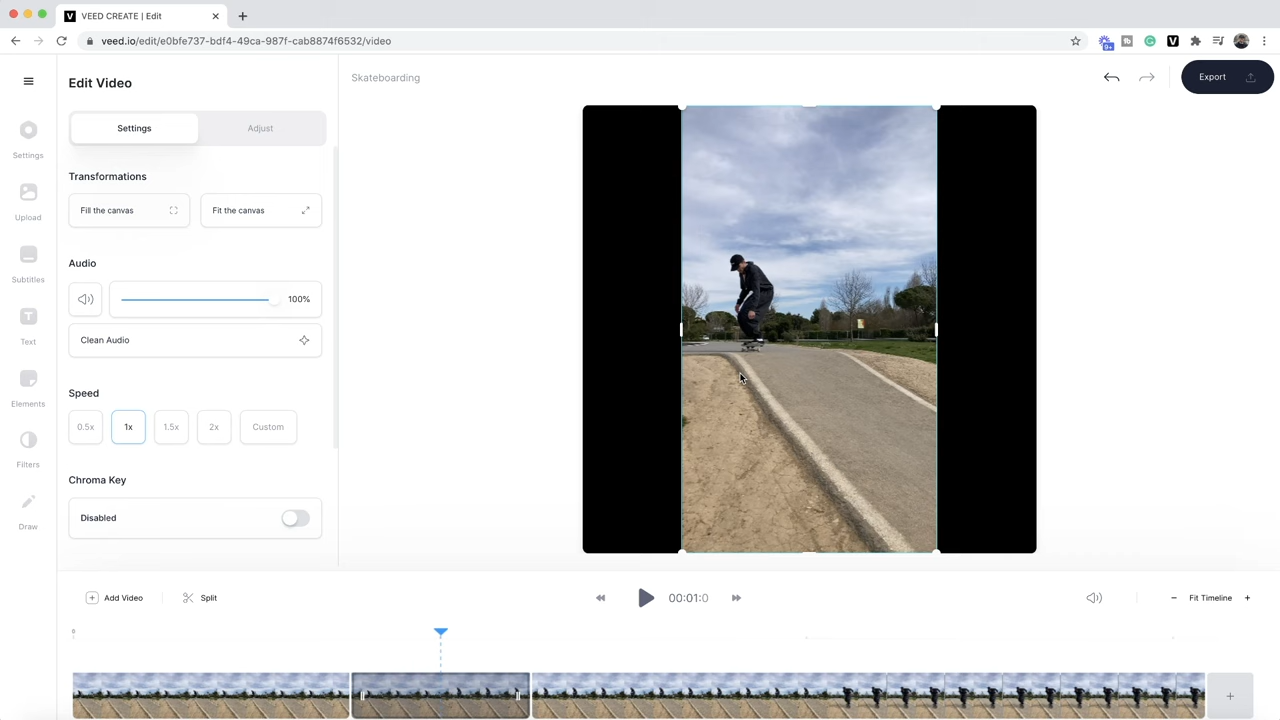 VEED CREATE | Edit
veed.io/edit/e0bfe737-bdf4-49ca-987f-cab8874f6532/video
9+
Edit Video
Skateboarding
Export
Settings
Adjust
Settings
Transformations
Fill the canvas
Fit the canvas
Upload
Audio
100%
Subtitles
Clean Audio
Text
Speed
0.5x
1x
1.5x
2x
Custom
Elements
Filters
Chroma Key
Disabled
Draw
Add Video
Split
00:01:0
Fit Timeline